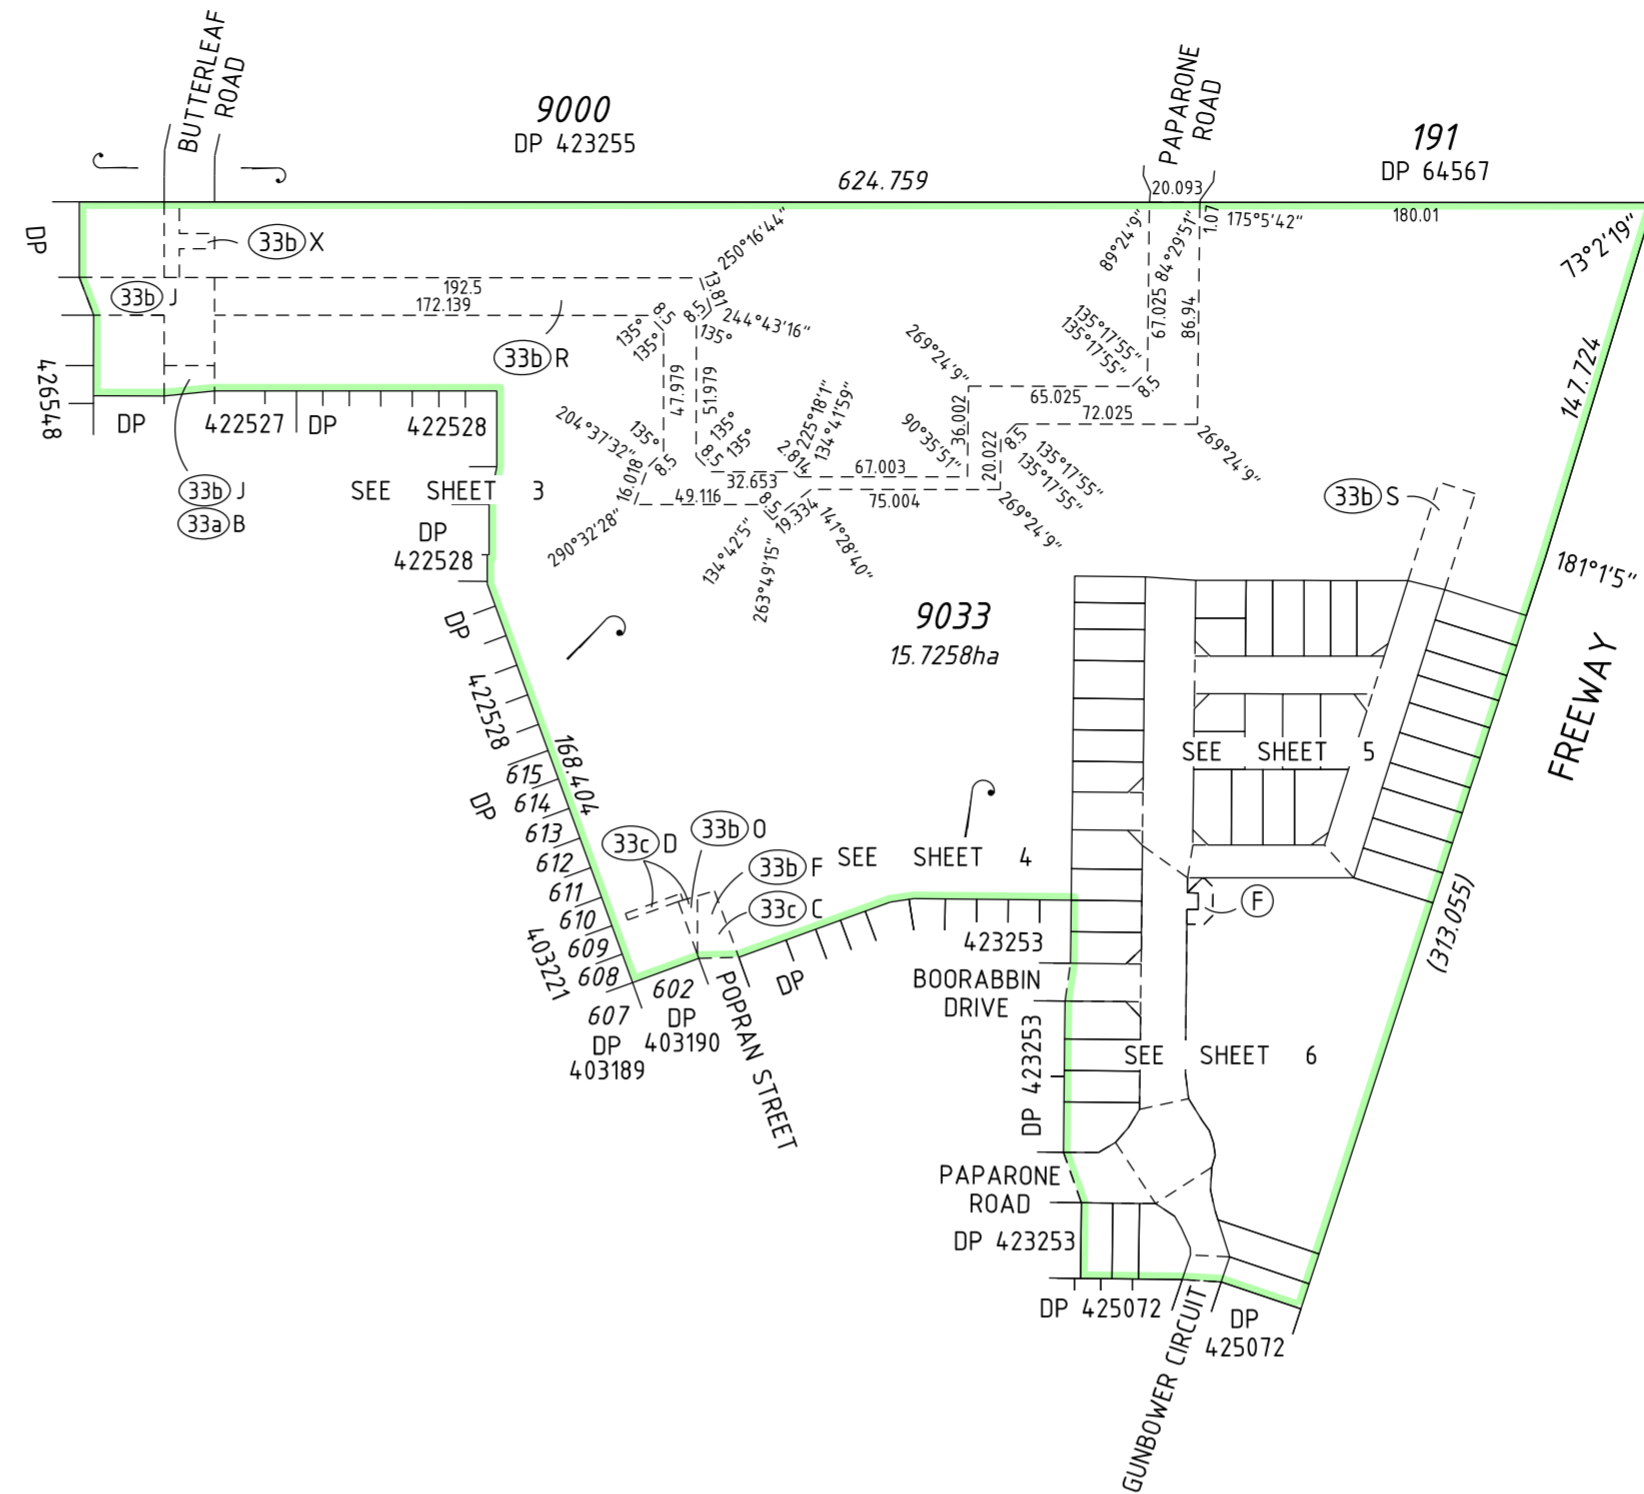 BUTTERLEAF
ROAD
9000
DP 423255
PAPARONE
ROAD
191
DP 64567
624.759
20.093
1.07
175°5'42"
180.01
73°2'19"
DP
33b X
250°16'44"
89°24'9"
84°29'51"
67.025
86.94
33b J
192.5
172.139
13.81
8.5
8.5
244°43'16"
135°
135°
135°
33b R
135°17'55"
135°17'55"
269°24'9"
8.5
147.724
426548
DP
422527
DP
422528
47.979
51.979
65.025
72.025
36.002
204°37'32"
135°
135°
135°
8.5
8.5
225°18'1"
134°41'59"
2.814
90°35'51"
20.022
8.5
135°17'55"
135°17'55"
269°24'9"
16.018
67.003
32.653
49.116
8.5
75.004
19.334
33b J
33a B
SEE SHEET 3
33b S
290°32'28"
134°42'5"
263°49'15"
141°28'40"
269°24'9"
DP
422528
181°1'5"
9033
15.7258ha
DP
422528
FREEWAY
168.404
SEE SHEET 5
615
614
613
612
611
610
609
608
DP
403221
33c D
33b O
33b F
33c C
SEE SHEET 4
F
(313.055)
423253
DP
602
DP
403190
607
DP
403189
POPRAN STREET
BOORABBIN
DRIVE
DP 423253
SEE SHEET 6
PAPARONE
ROAD
DP 423253
DP 425072
GUNBOWER CIRCUIT
DP
425072